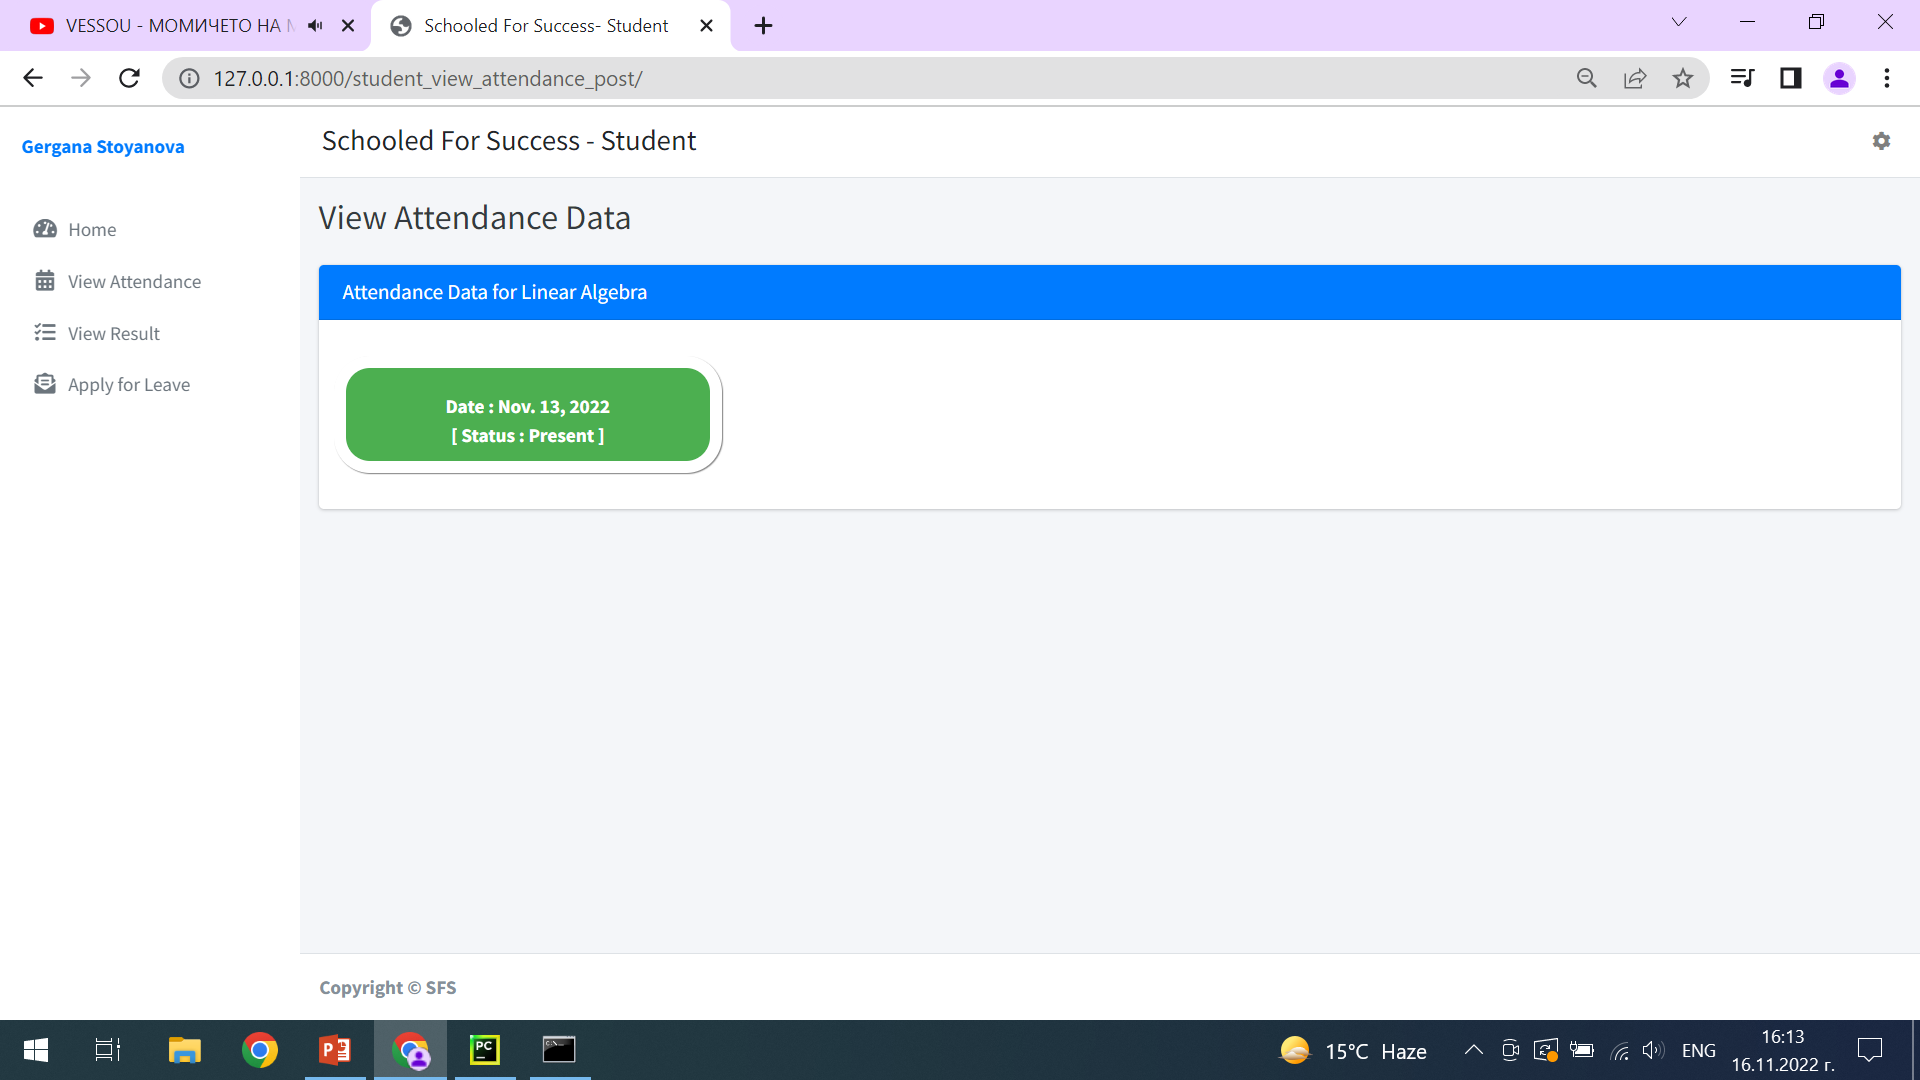 VESSOU - МОМИЧЕТО НА
Schooled For Success- Student
127.0.0.1:8000/student_view_attendance_post/
Gergana Stoyanova
Schooled For Success - Student
Home
View Attendance
View Result
Apply for Leave
View Attendance Data
Attendance Data for Linear Algebra
Date : Nov. 13, 2022
[ Status : Present ]
Copyright © SFS
15°C Haze
ENG
16:13
16.11.2022 г.